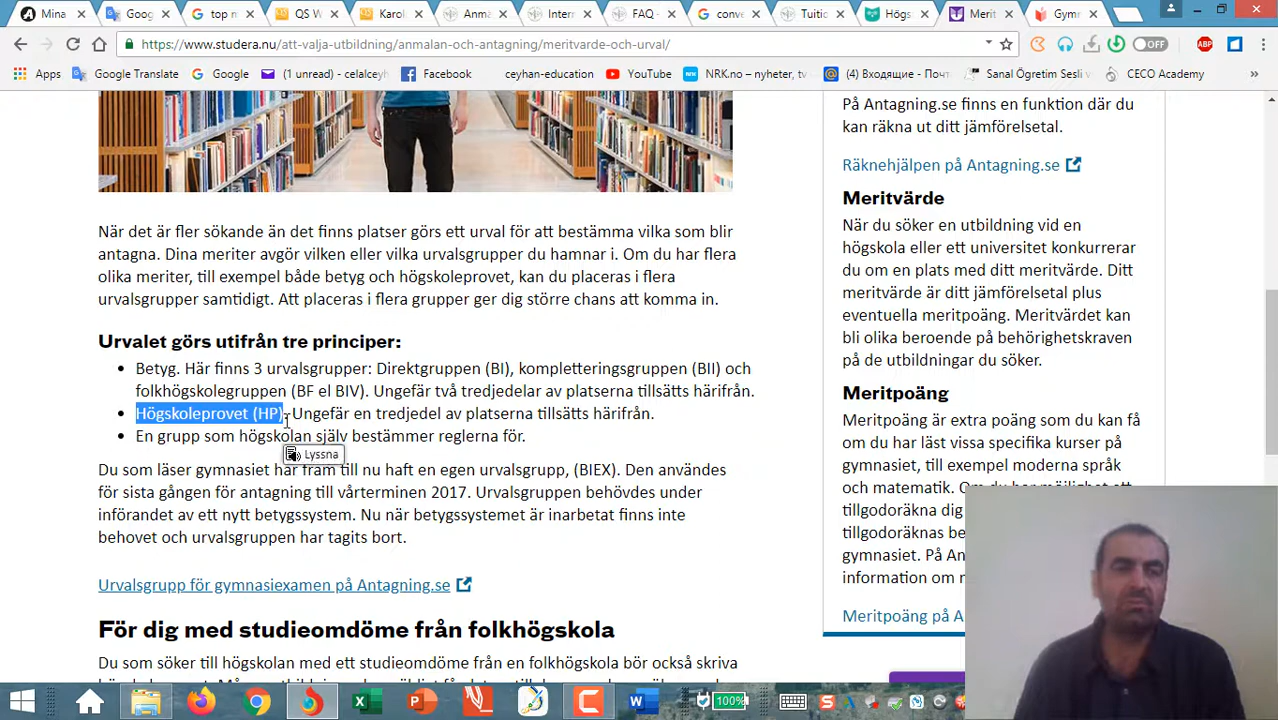 Mina
Goog
top n
QS W
Karol
Anmä
Intern
FAQ -
conve
Tuitic
Högs
Merit
Gymr
https://www.studera.nu/att-valja-utbildning/anmalan-och-antagning/meritvarde-och-urval/
OFF
ABP
Apps
Google Translate
Google
(1 unread) - celalceyh
Facebook
ceyhan-education
YouTube
NRK.no – nyheter, tv
(4) Входящие - Почт
Sanal Ögretim Sesli v
CECO Academy
»
När det är fler sökande än det finns platser görs ett urval för att bestämma vilka som blir
antagna. Dina meriter avgör vilken eller vilka urvalsgrupper du hamnar i. Om du har flera
olika meriter, till exempel både betyg och högskoleprovet, kan du placeras i flera
urvalsgrupper samtidigt. Att placeras i flera grupper ger dig större chans att komma in.
Urvalet görs utifrån tre principer:
• Betyg. Här finns 3 urvalsgrupper: Direktgruppen (BI), kompletteringsgruppen (BII) och
folkhögskolegruppen (BF el BIV). Ungefär två tredjedelar av platserna tillsätts härifrån.
• Högskoleprovet (HP). Ungefär en tredjedel av platserna tillsätts härifrån.
• En grupp som högskolan själv bestämmer reglerna för.
Lyssna
Du som läser gymnasiet har fram till nu haft en egen urvalsgrupp, (BIEX). Den användes
för sista gången för antagning till vårterminen 2017. Urvalsgruppen behövdes under
införandet av ett nytt betygssystem. Nu när betygssystemet är inarbetat finns inte
behovet och urvalsgruppen har tagits bort.
Urvalsgrupp för gymnasiexamen på Antagning.se
För dig med studieomdöme från folkhögskola
Du som söker till högskolan med ett studieomdöme från en folkhögskola bör också skriva
På Antagning.se finns en funktion där du
kan räkna ut ditt jämförelsetal.
Räknehjälpen på Antagning.se
Meritvärde
När du söker en utbildning vid en
högskola eller ett universitet konkurrerar
du om en plats med ditt meritvärde. Ditt
meritvärde är ditt jämförelsetal plus
eventuella meritpoäng. Meritvärdet kan
bli olika beroende på behörighetskraven
på de utbildningar du söker.
Meritpoäng
Meritpoäng är extra poäng som du kan få
om du har läst vissa specifika kurser på
gymnasiet, till exempel moderna språk
och matematik. Om du har
tillgodoräkna dig
tillgodoräknas b
gymnasiet. På An
information om
Meritpoäng på A
100%